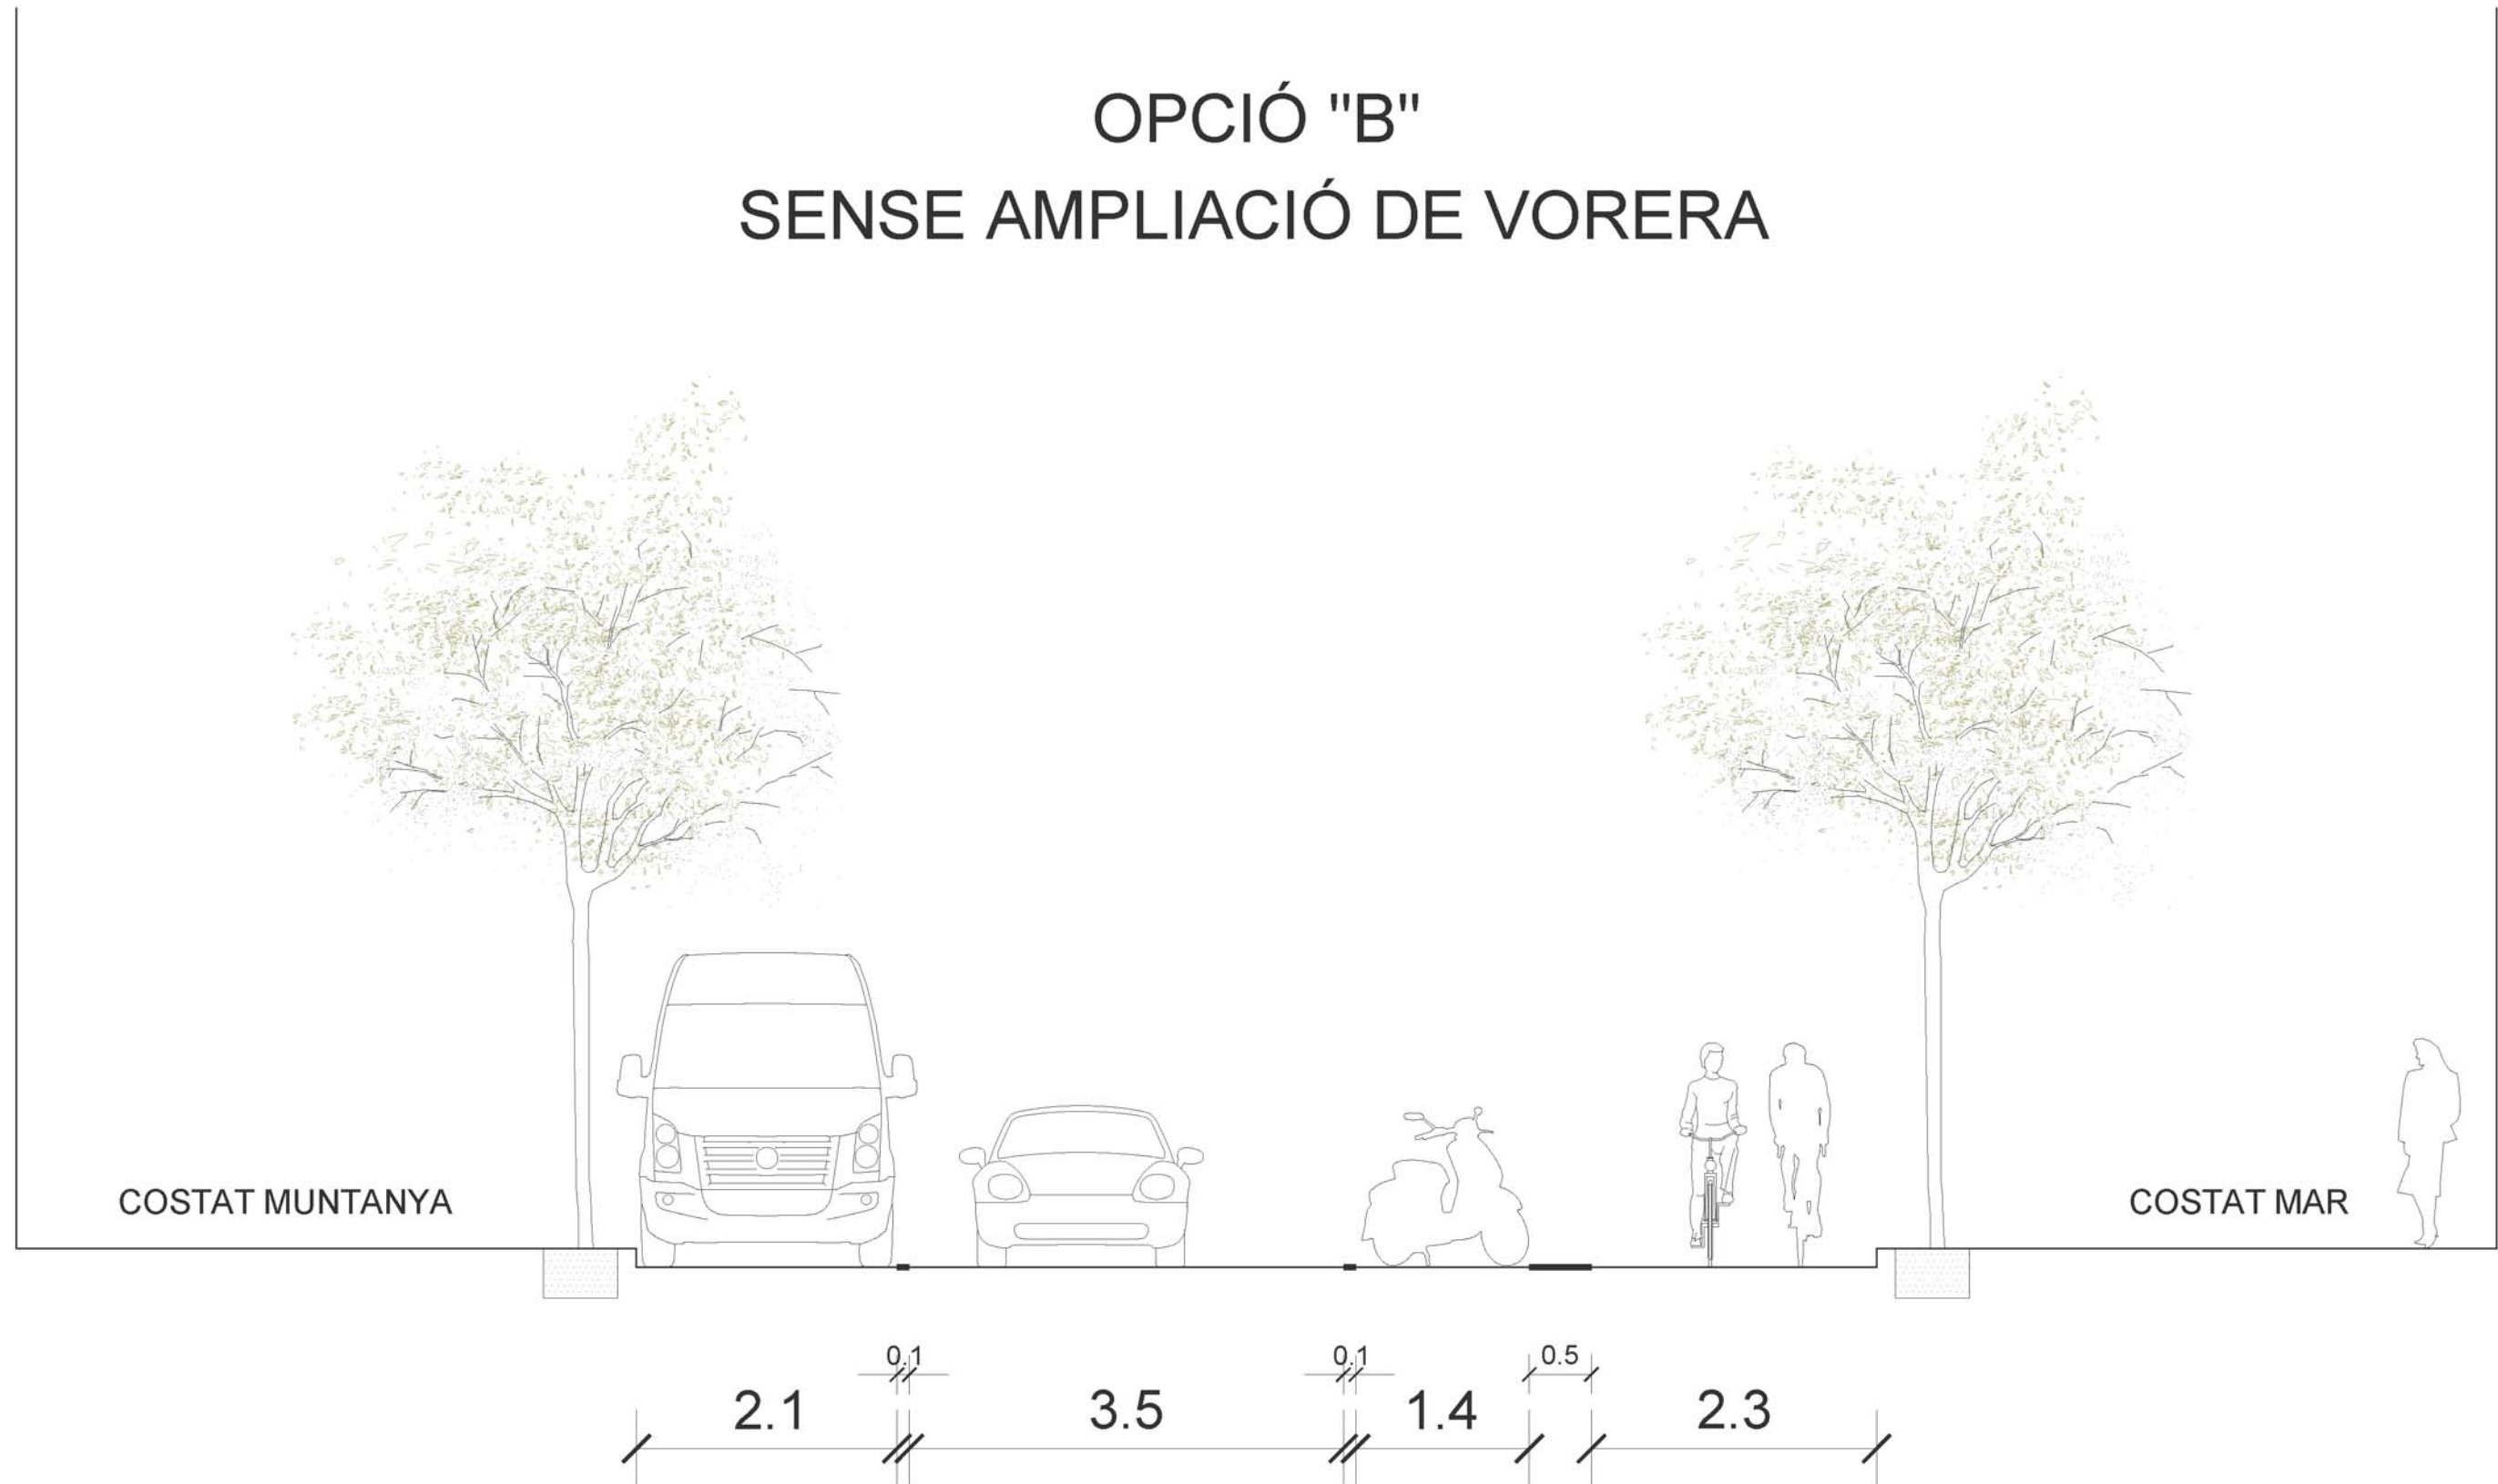 OPCIÓ "B"
SENSE AMPLIACIÓ DE VORERA
COSTAT MUNTANYA
COSTAT MAR
0.1
0.1
0.5
2.1
3.5
1.4
2.3